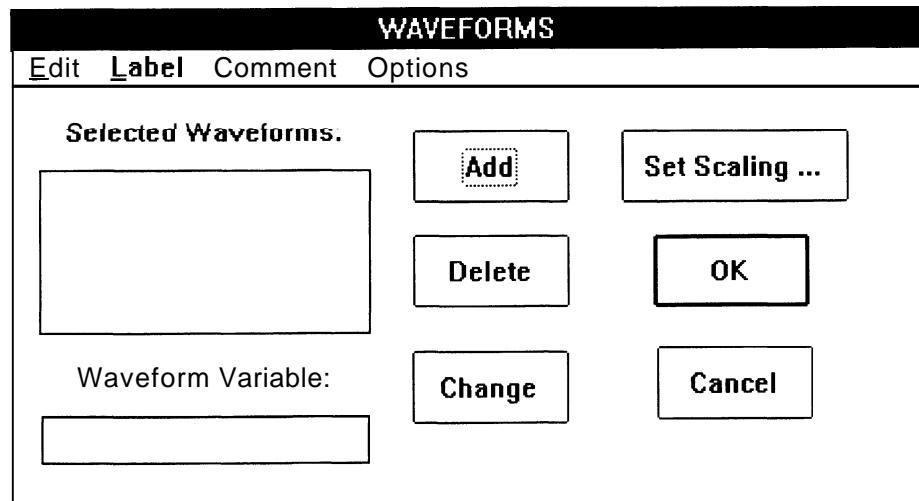 WAVEFORMS
Edit Label Comment Options
Selected Waveforms:
Add
Set Scaling ...
Delete
OK
Waveform Variable:
Change
Cancel